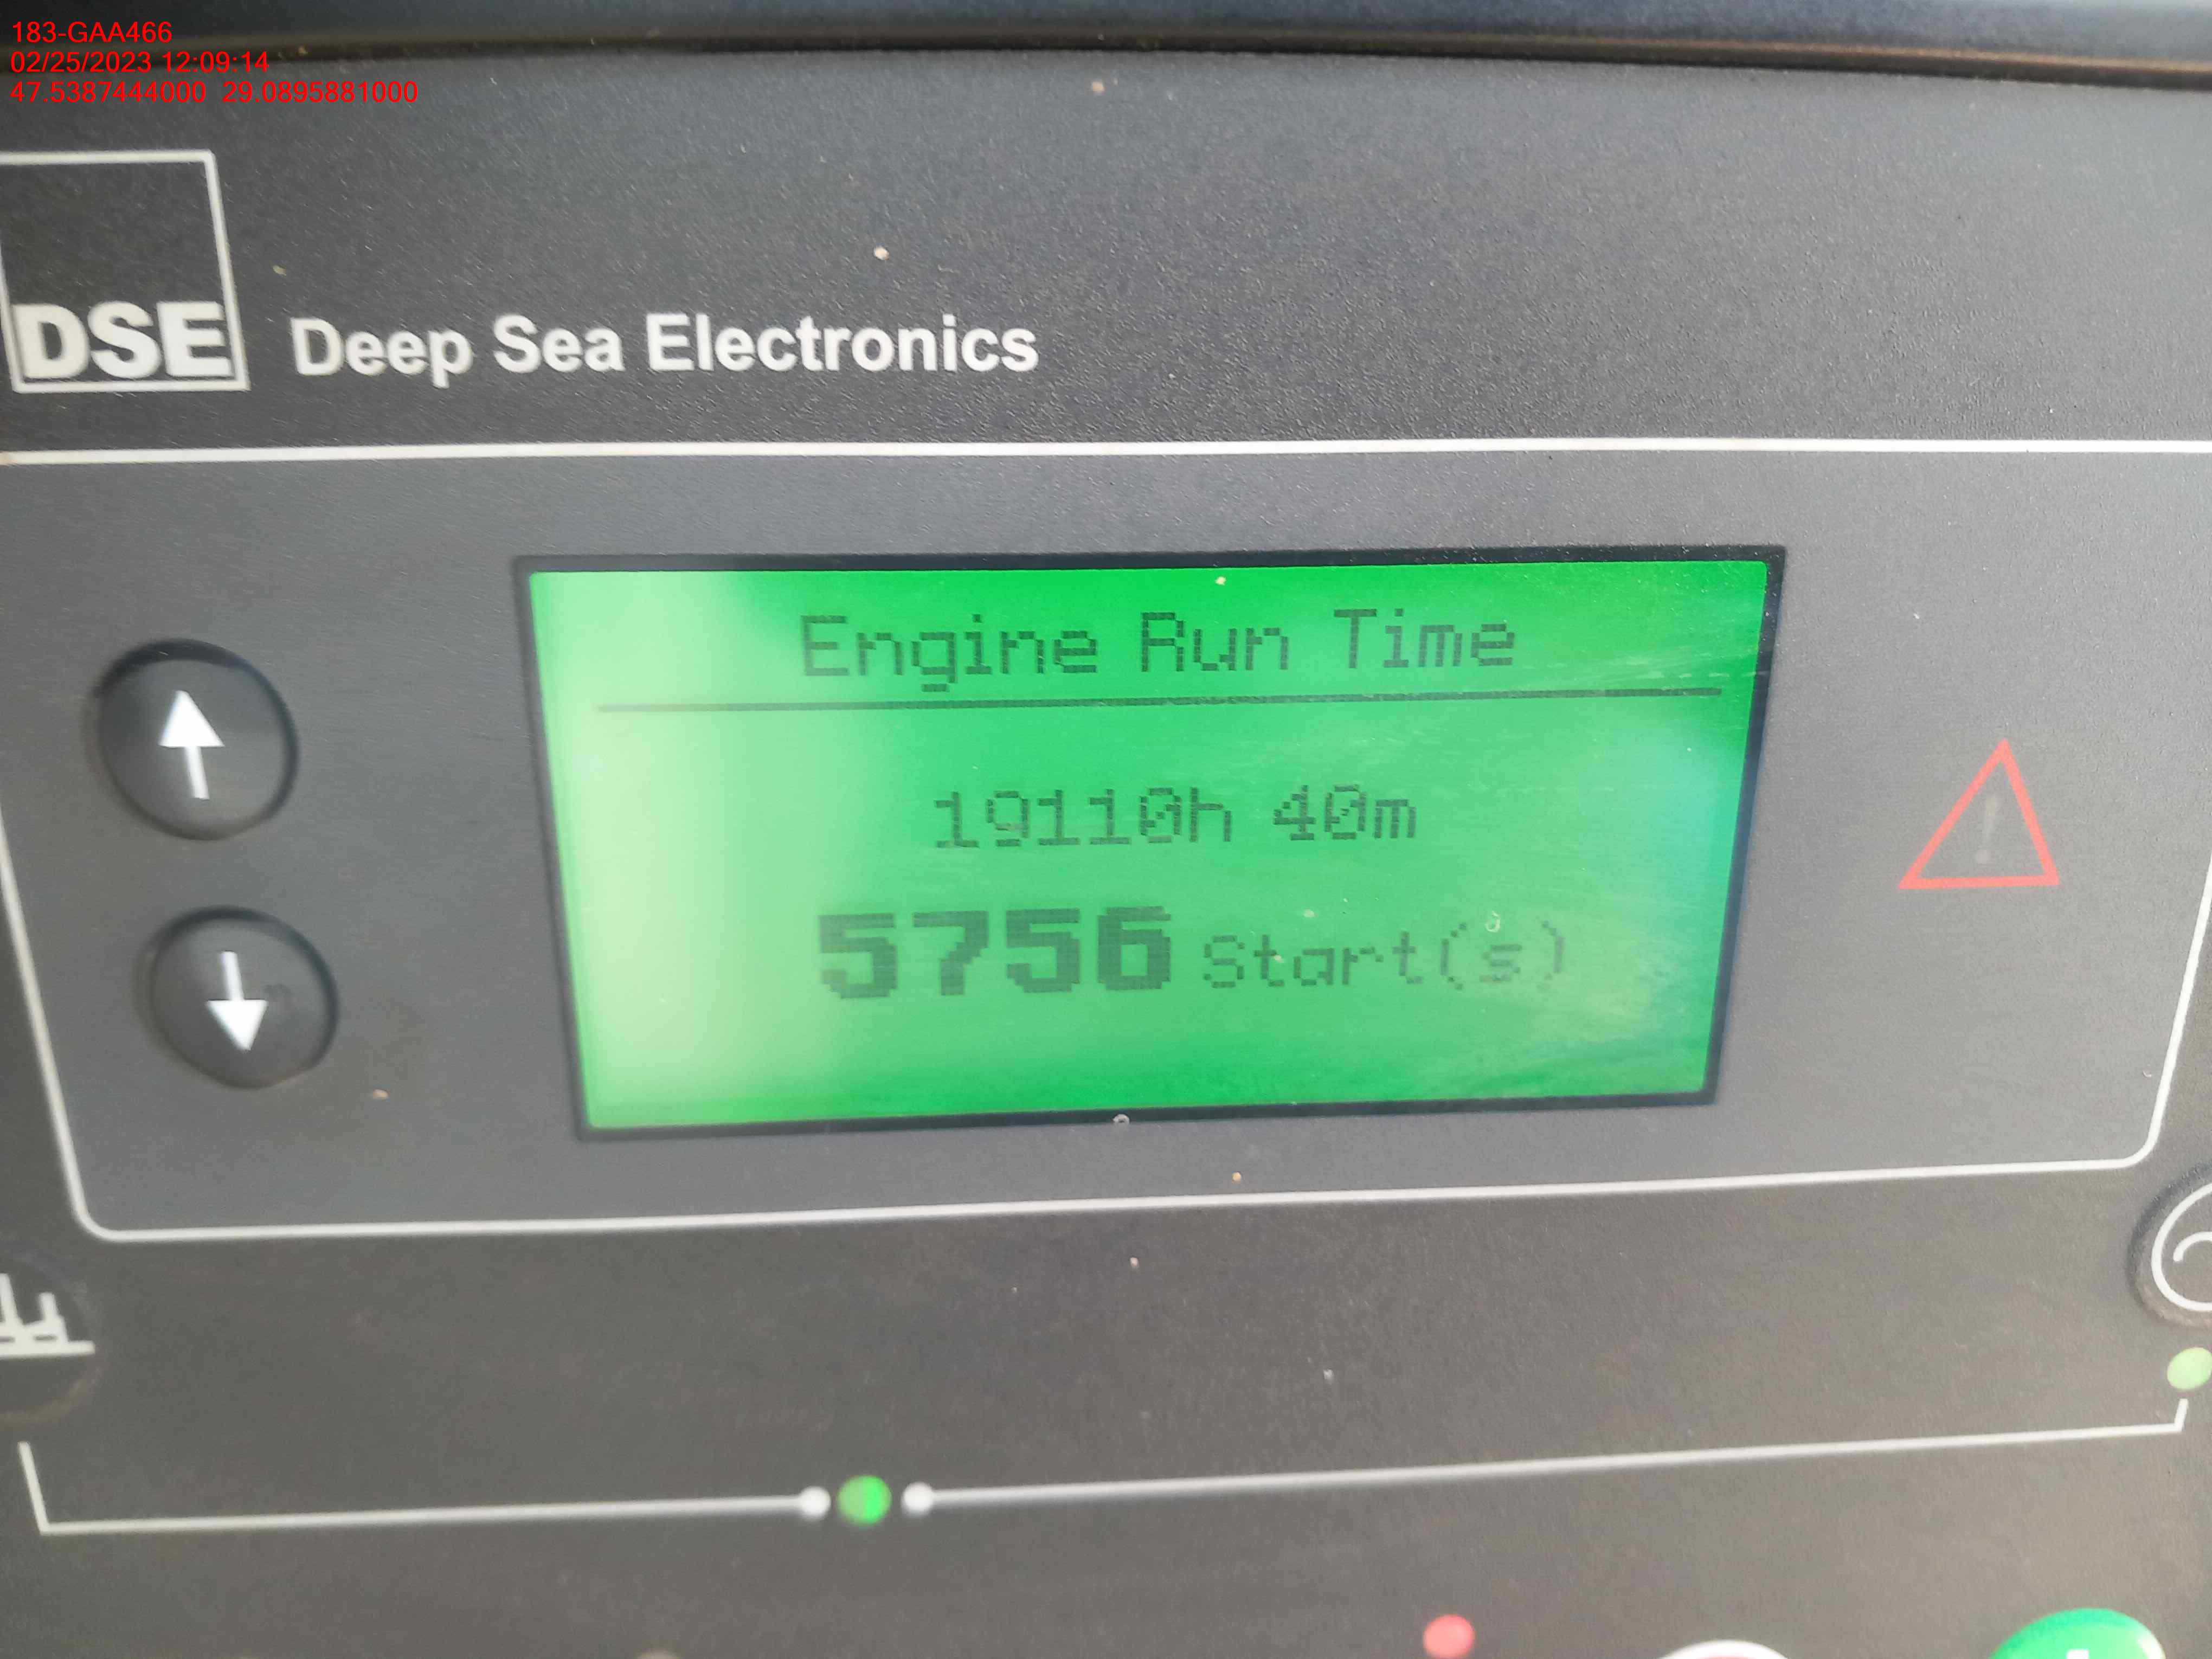 183-GAA466
02/25/2023 12:09:14
47.5387444000 29.0895881000
DSE Deep Sea Electronics
Engine Run Time
19110h 40m
5756 Start(s)